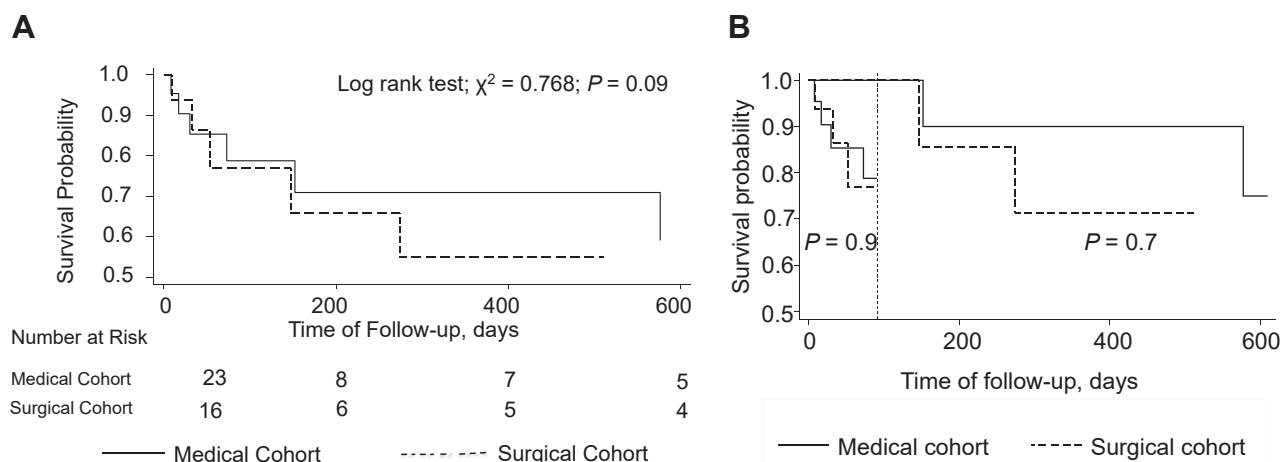 A
Survival Probability
1.0
0.9
0.6
0.7
0.6
0.5
Log rank test; χ² = 0.768; P = 0.09
0 200 400 600
Time of Follow-up, days
Number at Risk
Medical Cohort 23 8 7 5
Surgical Cohort 16 6 5 4
Medical Cohort Surgical Cohort
B
Survival probability
1.0
0.9
0.8
0.7
0.6
0.5
P = 0.9
P = 0.7
0 200 400 600
Time of follow-up, days
Medical cohort Surgical cohort